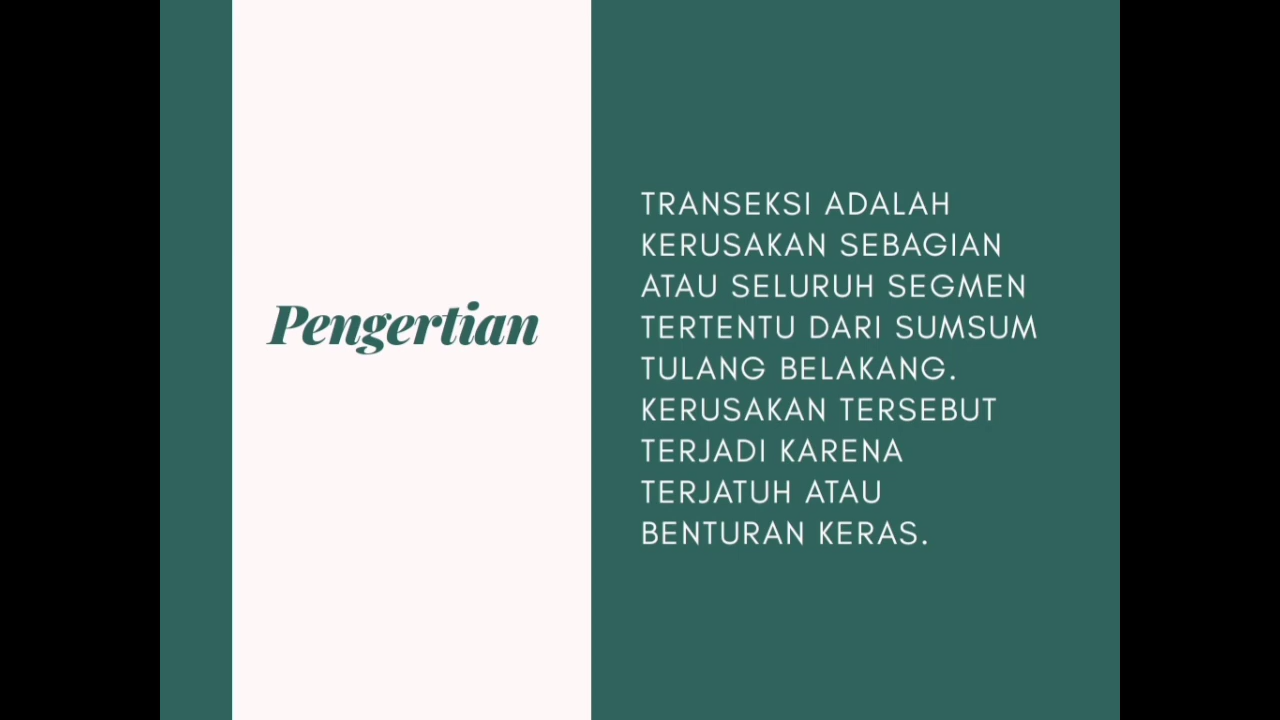 Pengertian
TRANSEKSI ADALAH
KERUSAKAN SEBAGIAN
ATAU SELURUH SEGMEN
TERTENTU DARI SUMSUM
TULANG BELAKANG.
KERUSAKAN TERSEBUT
TERJADI KARENA
TERJATUH ATAU
BENTURAN KERAS.